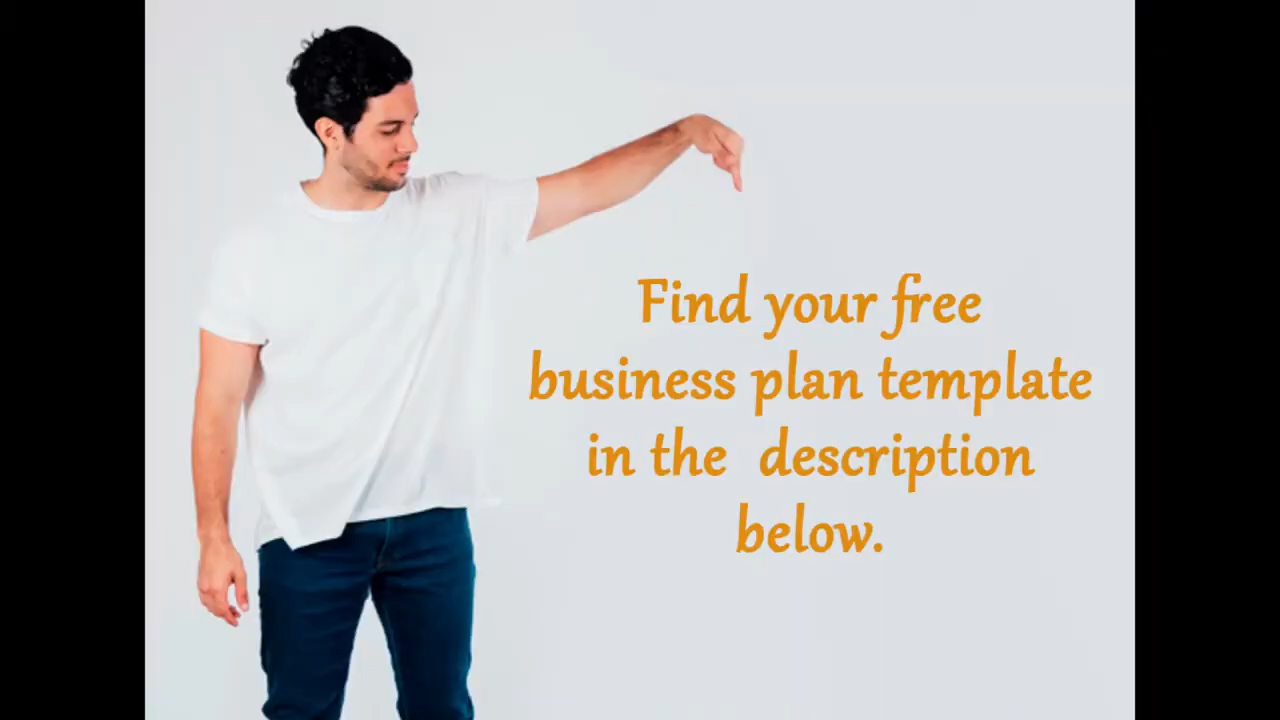 Find your free
business plan template
in the  description
below.